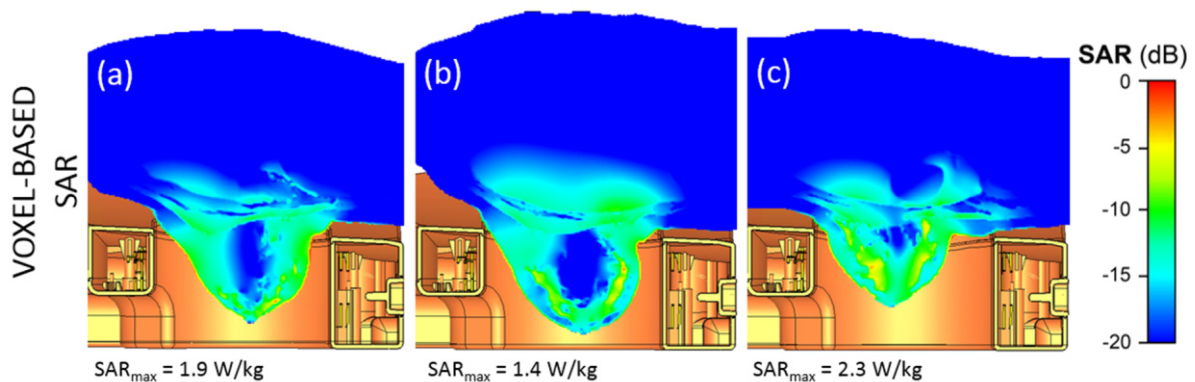 VOXEL-BASED
SAR
(a)
(b)
(c)
SAR (dB)
0
-5
-10
-15
-20
SARmax = 1.9 W/kg
SARmax = 1.4 W/kg
SARmax = 2.3 W/kg